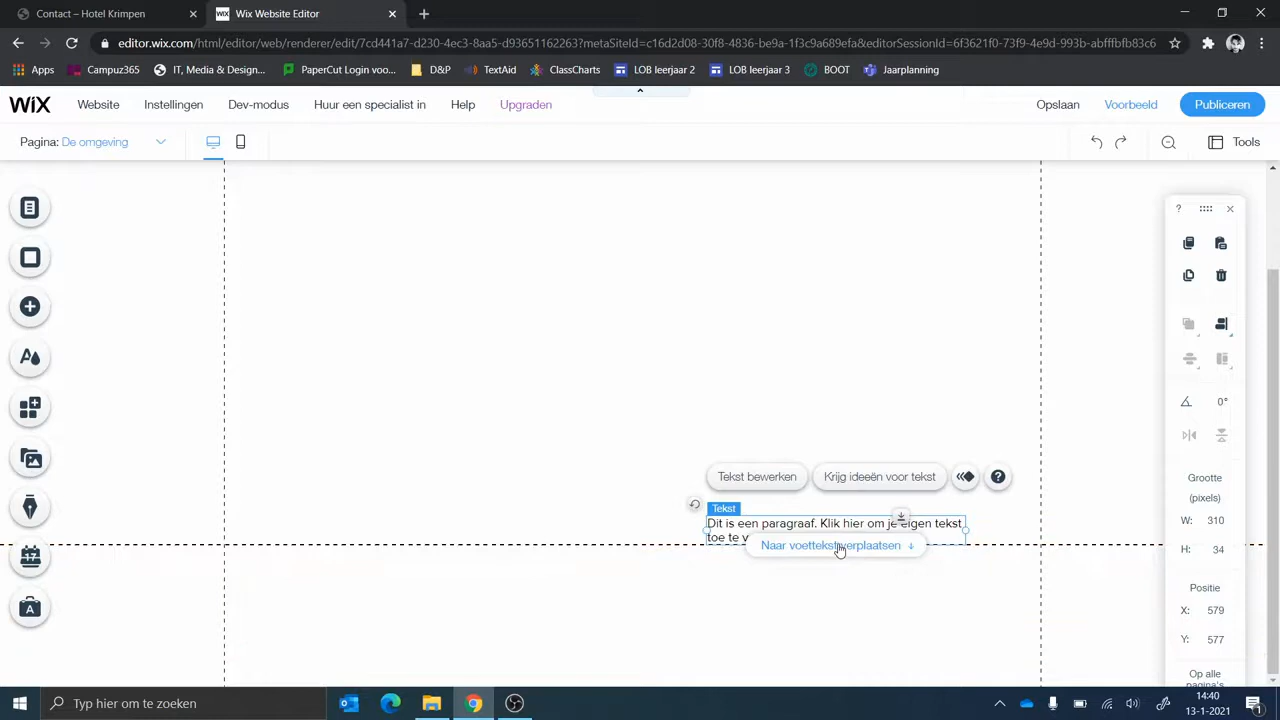 Contact – Hotel Krimpen
WiX Wix Website Editor
editor.wix.com/html/editor/web/renderer/edit/7cd441a7-d230-4ec3-8aa5-d93651162263?metaSiteId=c16d2d08-30f8-4836-be9a-1f3c9a689efa&editorSessionId=6f3621f0-73f9-4e9d-993b-abfffbfb83c6
Apps Campuz365 IT, Media & Design... PaperCut Login voo... D&P TextAid ClassCharts LOB leerjaar 2 LOB leerjaar 3 BOOT Jaarplanning
WiX Website Instellingen Dev-modus Huur een specialist in Help Upgraden Opslaan Voorbeeld Publiceren
Pagina: De omgeving Tools
Tekst bewerken Krijg ideeën voor tekst
Tekst
Dit is een paragraaf. Klik hier om je eigen tekst
toe te v
Naar voettekst verplaatsen
0°
Grootte
(pixels)
W: 310
H: 34
Positie
X: 579
Y: 577
Op alle
pagina's
Typ hier om te zoeken
14:40
13-1-2021